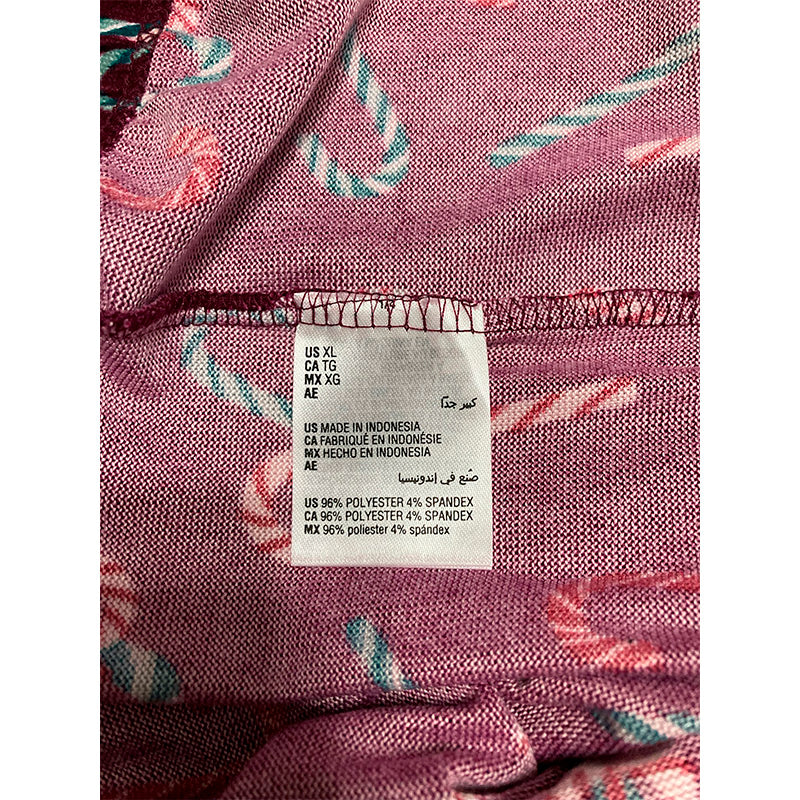 US XL
CA TG
MX XG
AE
كبير جدًا
US MADE IN INDONESIA
CA FABRIQUÉ EN INDONÉSIE
MX HECHO EN INDONESIA
AE
صُنع في إندونيسيا
US 96% POLYESTER 4% SPANDEX
CA 96% POLYESTER 4% SPANDEX
MX 96% poliester 4% spándex